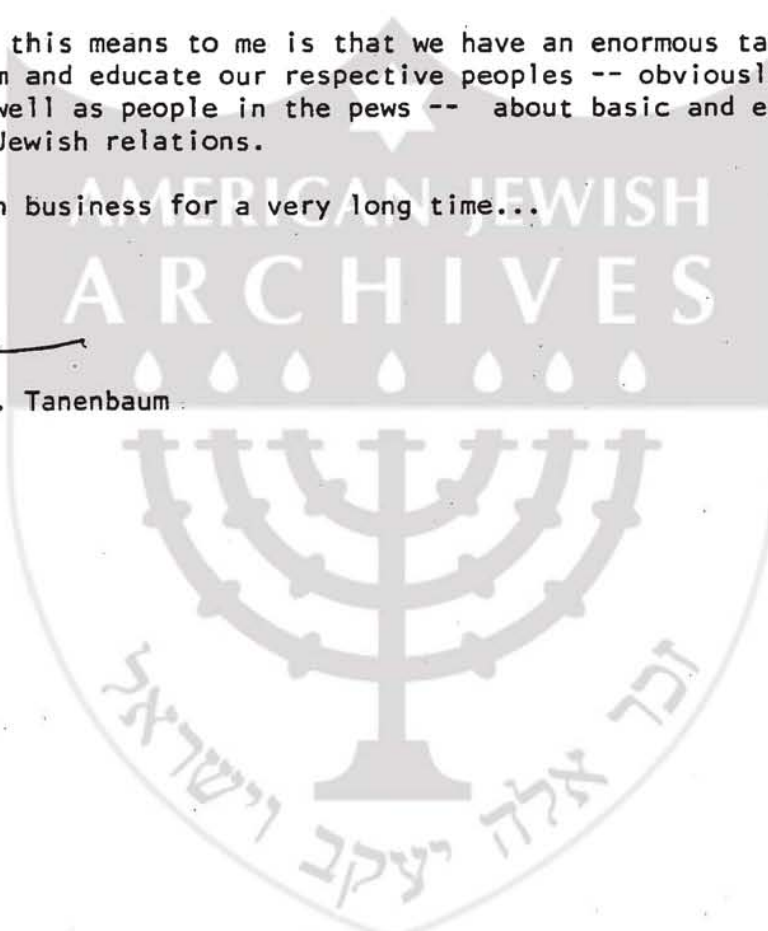 this means to me is that we have an enormous ta
m and educate our respective peoples -- obviousl
well as people in the pews -- about basic and e
Jewish relations.
n business for a very long time...
AMERICAN JEWISH
ARCHIVES
. Tanenbaum
זכר אלה יעקב וישראל